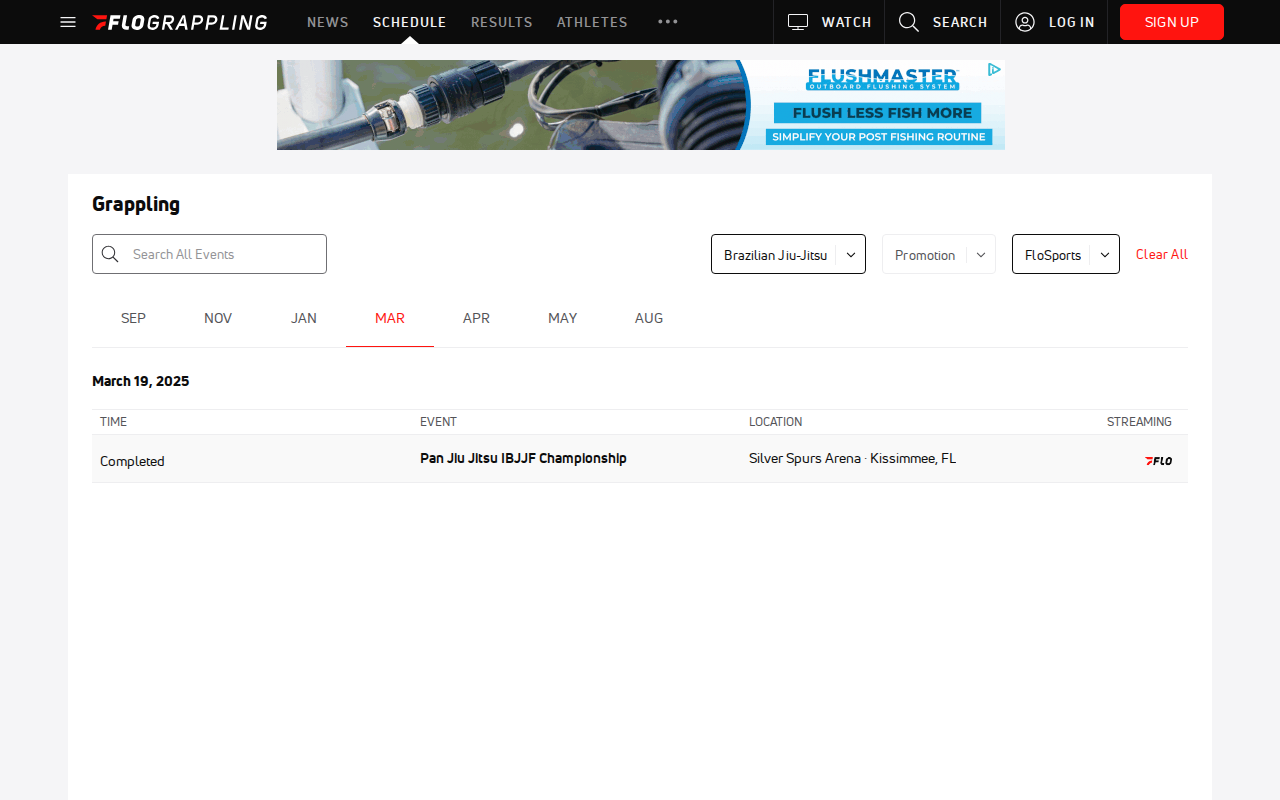 FLOGRAPPLING NEWS SCHEDULE RESULTS ATHLETES WATCH SEARCH LOG IN SIGN UP
FLUSHMASTER
OUTBOARD FLUSHING SYSTEM
FLUSH LESS FISH MORE
SIMPLIFY YOUR POST FISHING ROUTINE
Grappling
Search All Events Brazilian Jiu-Jitsu Promotion FloSports Clear All
SEP NOV JAN MAR APR MAY AUG
March 19, 2025
TIME EVENT LOCATION STREAMING
Completed Pan Jiu Jitsu IBJJF Championship Silver Spurs Arena · Kissimmee, FL FLO